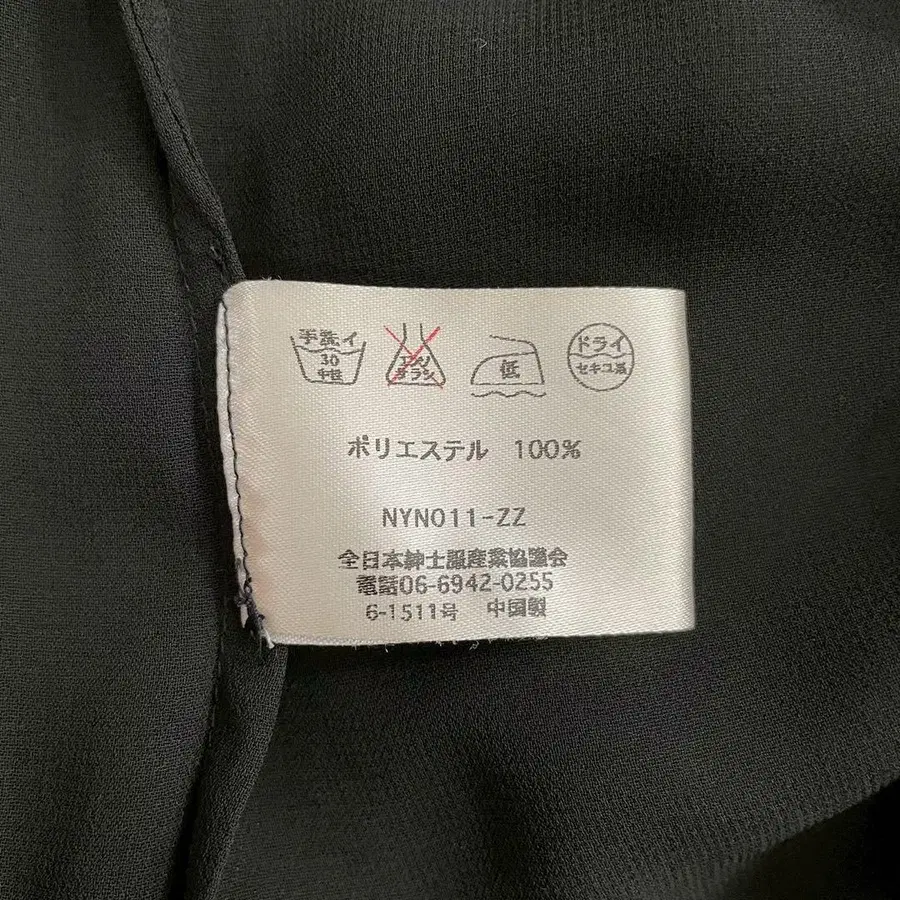 手洗イ
30
中性
エンソ
サラシ
低
ドライ
セキユ系
ポリエステル 100%
NYN011-ZZ
全日本紳士服産業協議会
電話06-6942-0255
6-1511号 中国製